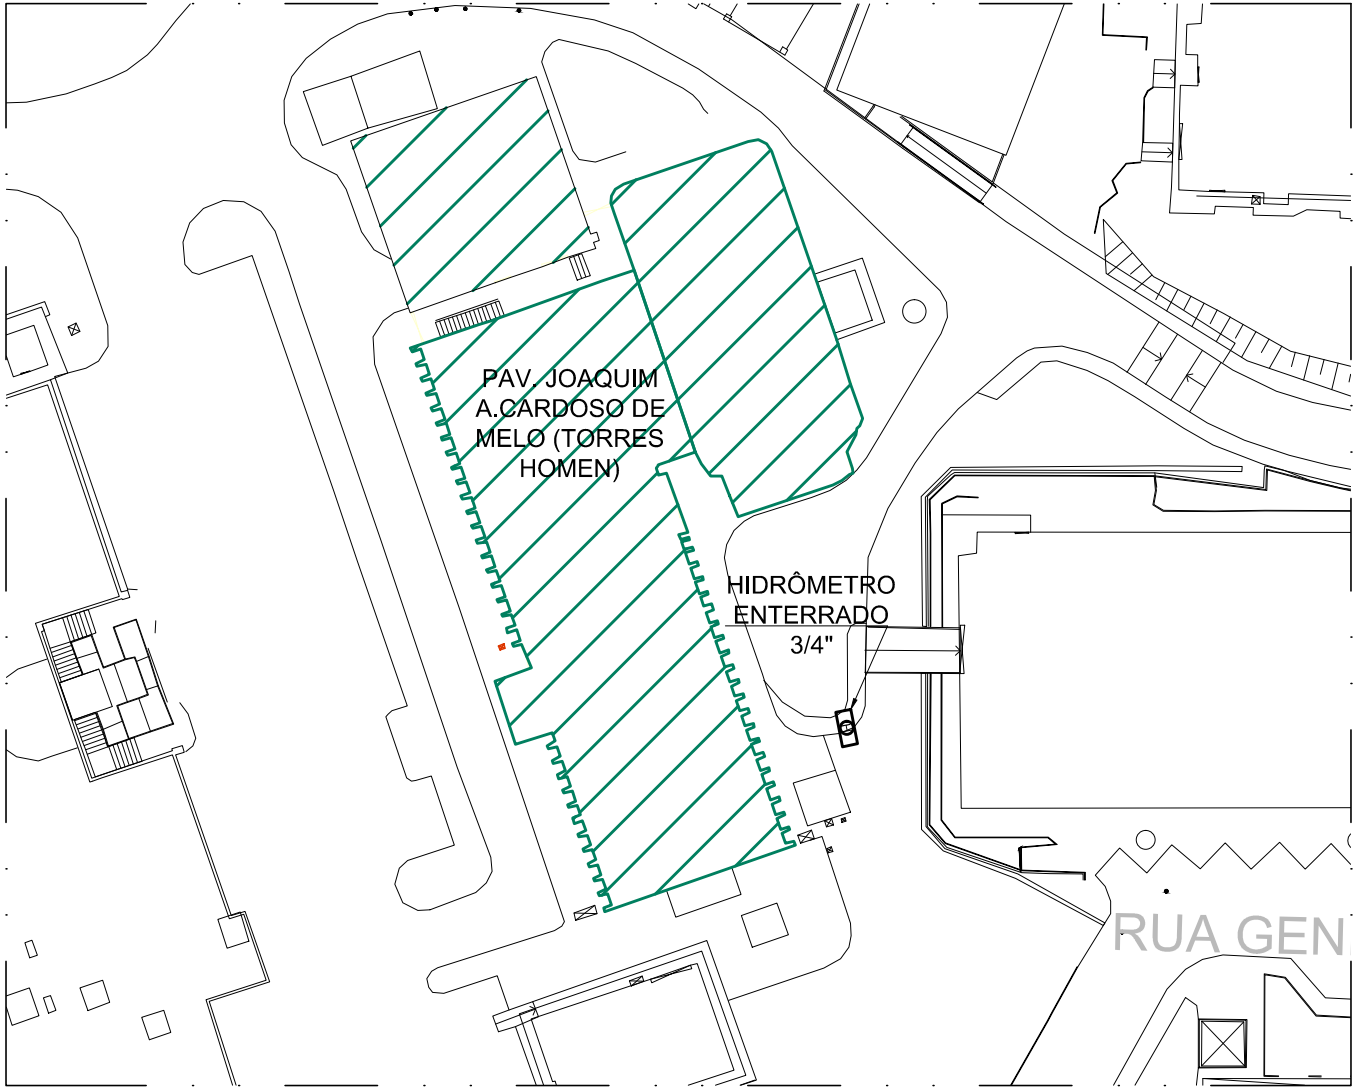 PAV. JOAQUIM
A.CARDOSO DE
MELO (TORRES
HOMEN)
HIDRÔMETRO
ENTERRADO
3/4"
RUA GEN